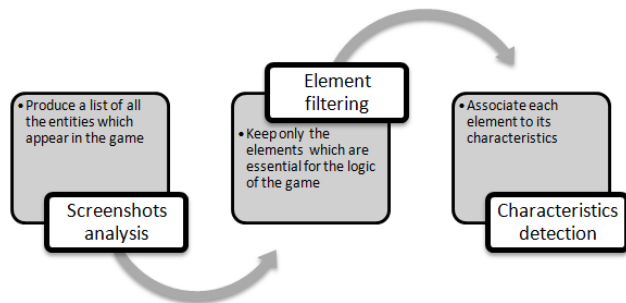 •Produce a list of all
the entities which
appear in the game
Screenshots
analysis
Element
filtering
•Keep only the
elements which are
essential for the logic
of the game
•Associate each
element to its
characteristics
Characteristics
detection